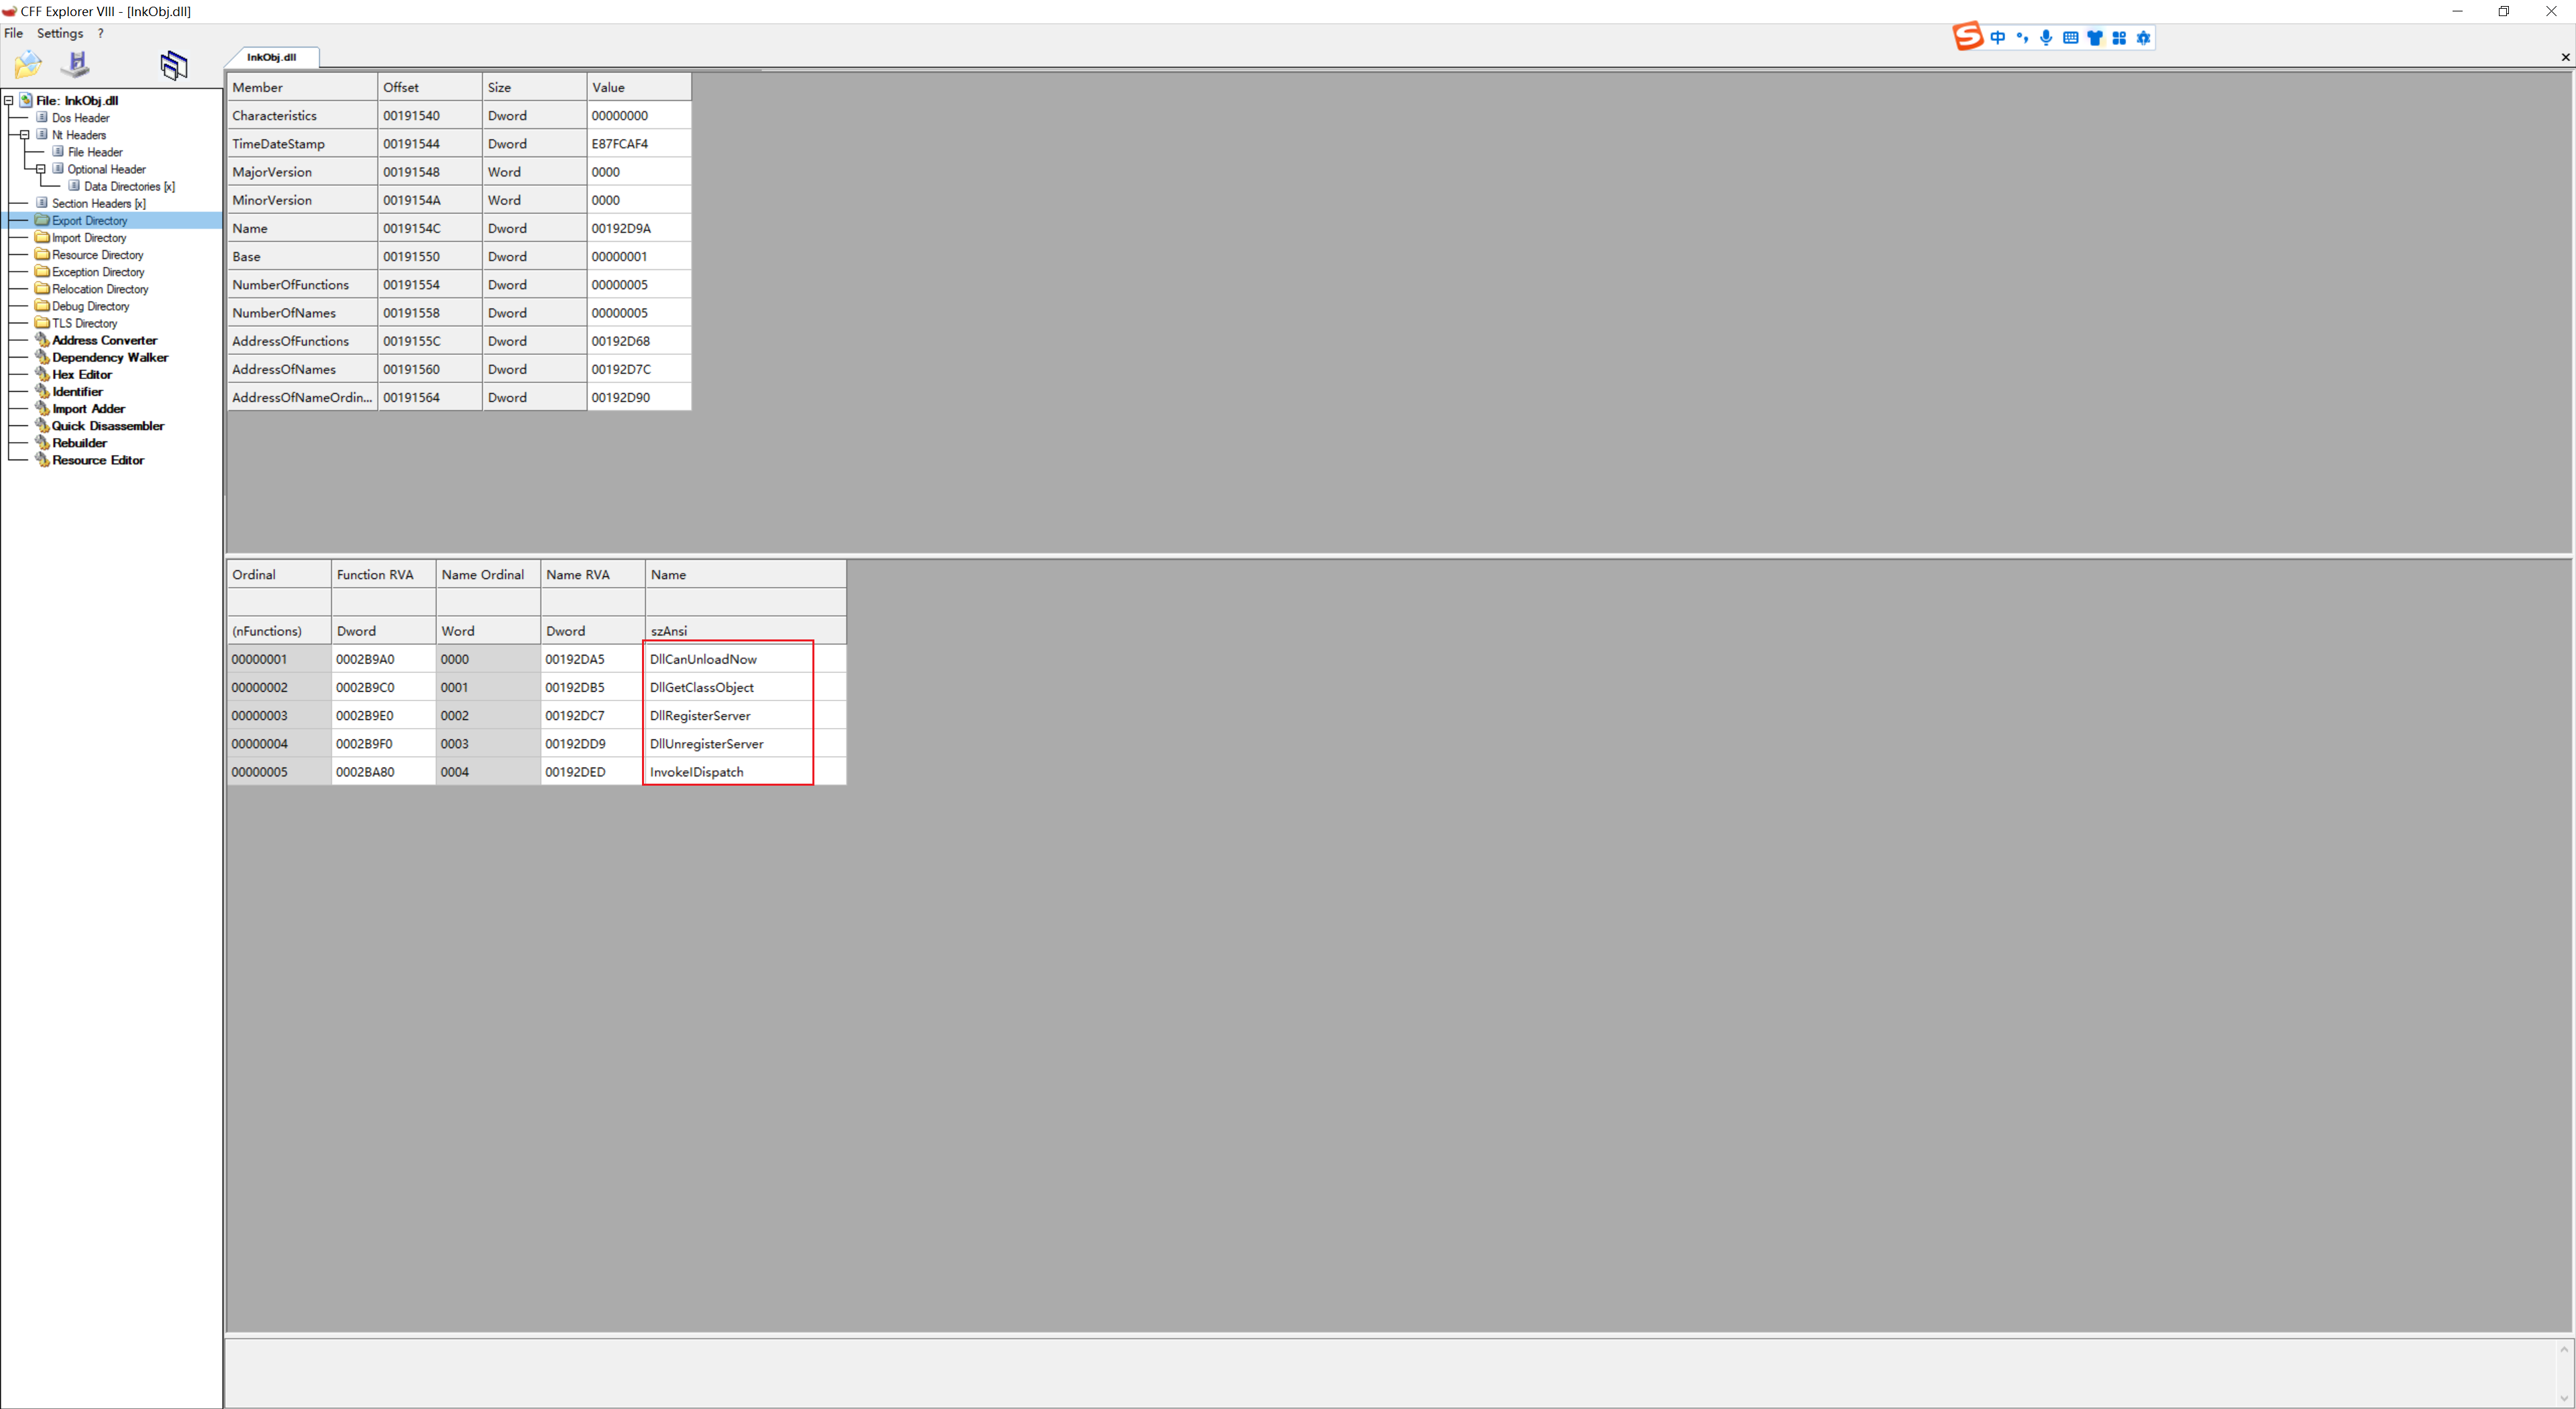 CFF Explorer VIII - [InkObj.dll]
File Settings ?
中
InkObj.dll
File: InkObj.dll
Dos Header
Nt Headers
File Header
Optional Header
Data Directories [x]
Section Headers [x]
Export Directory
Import Directory
Resource Directory
Exception Directory
Relocation Directory
Debug Directory
TLS Directory
Address Converter
Dependency Walker
Hex Editor
Identifier
Import Adder
Quick Disassembler
Rebuilder
Resource Editor
Member Offset Size Value
Characteristics 00191540 Dword 00000000
TimeDateStamp 00191544 Dword E87FCAF4
MajorVersion 00191548 Word 0000
MinorVersion 0019154A Word 0000
Name 0019154C Dword 00192D9A
Base 00191550 Dword 00000001
NumberOfFunctions 00191554 Dword 00000005
NumberOfNames 00191558 Dword 00000005
AddressOfFunctions 0019155C Dword 00192D68
AddressOfNames 00191560 Dword 00192D7C
AddressOfNameOrdin... 00191564 Dword 00192D90
Ordinal Function RVA Name Ordinal Name RVA Name
(nFunctions) Dword Word Dword szAnsi
00000001 0002B9A0 0000 00192DA5 DllCanUnloadNow
00000002 0002B9C0 0001 00192DB5 DllGetClassObject
00000003 0002B9E0 0002 00192DC7 DllRegisterServer
00000004 0002B9F0 0003 00192DD9 DllUnregisterServer
00000005 0002BA80 0004 00192DED InvokeIDispatch